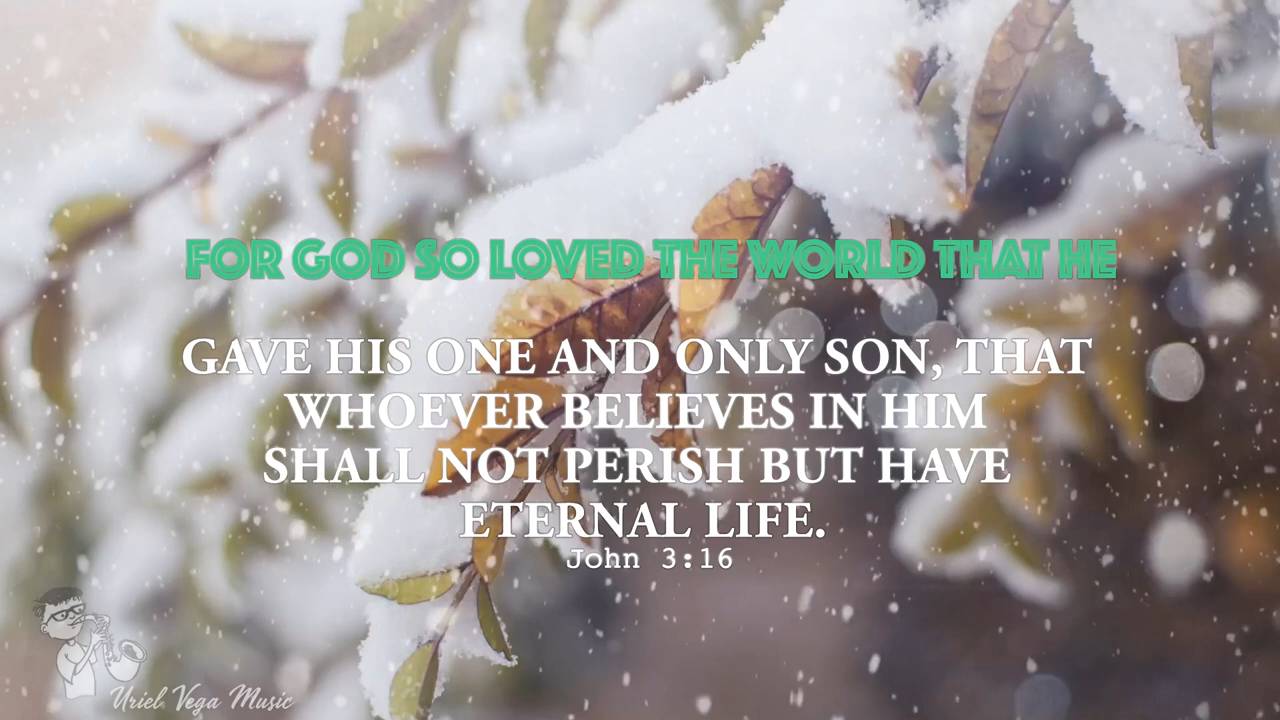 FOR GOD SO LOVED THE WORLD THAT HE
GAVE HIS ONE AND ONLY SON, THAT
WHOEVER BELIEVES IN HIM
SHALL NOT PERISH BUT HAVE
ETERNAL LIFE.
John 3:16
Uriel Vega Music